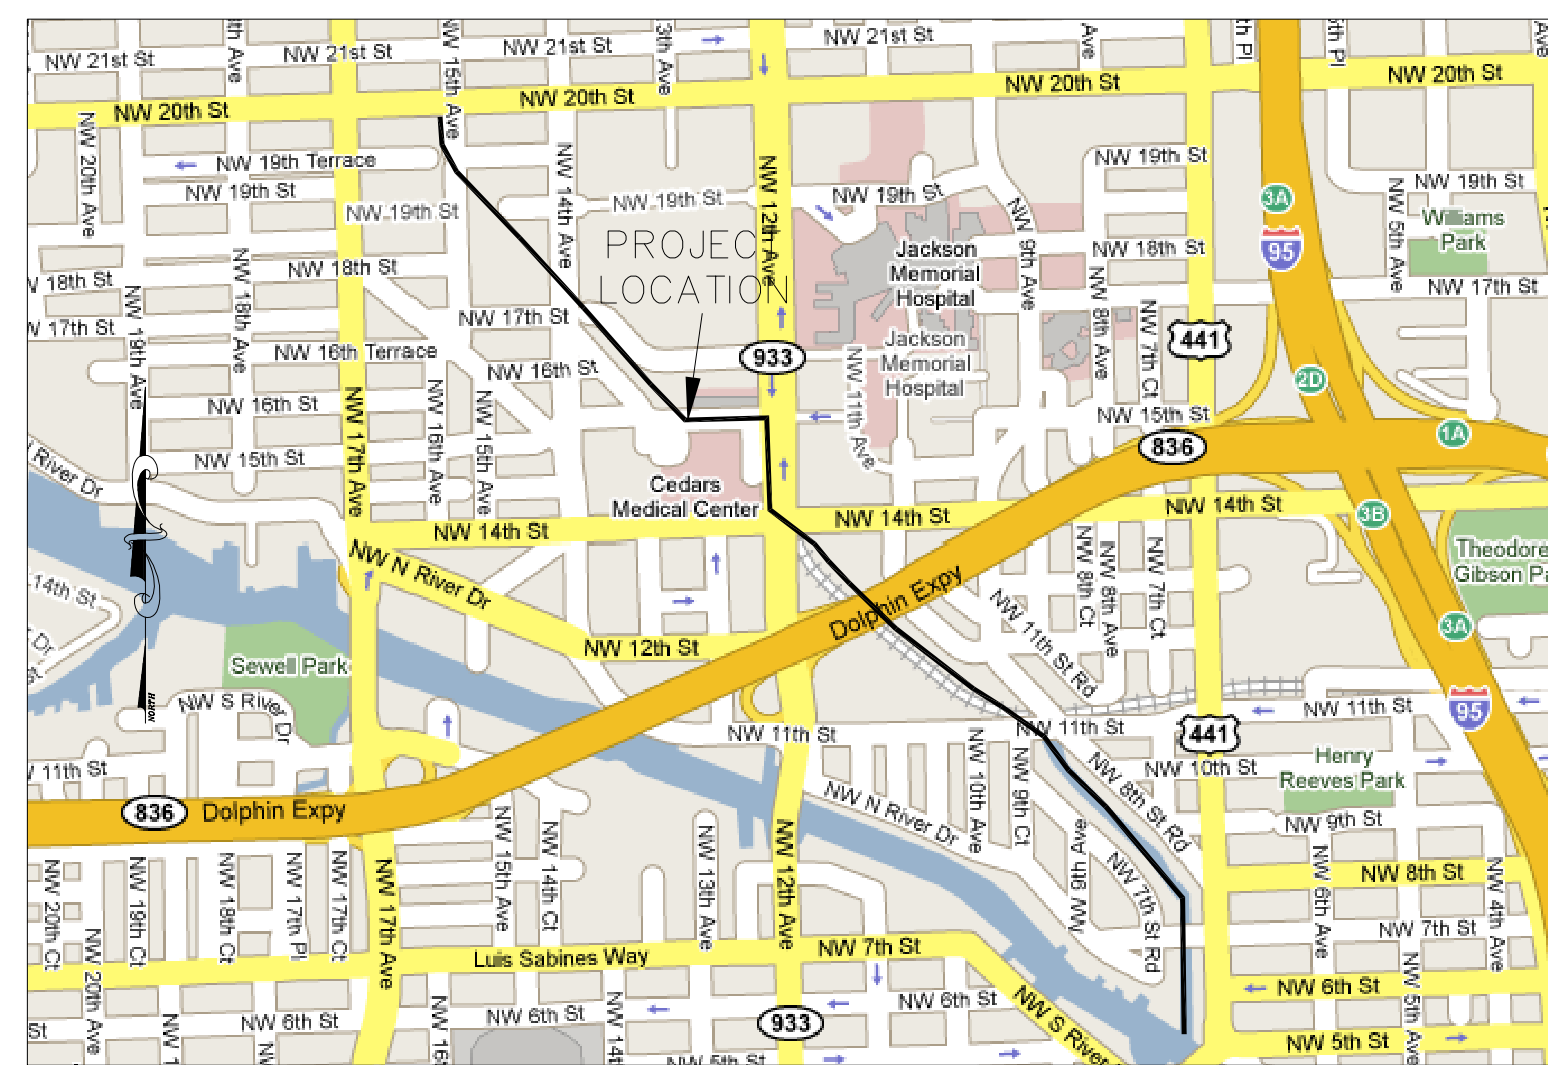 NW 21st St
NW 21st St
NW 21st St
NW 21st St
NW 15th Ave
NW 20th St
NW 20th St
NW 20th St
NW 20th St
NW 20th Ave
NW 19th Terrace
NW 19th St
NW 19th St
NW 19th St
NW 19th St
NW 19th St
NW 19th St
NW 14th Ave
NW 12th Ave
NW 9th Ave
NW 5th Ave
3A
95
Williams
Park
PROJEC
LOCATION
Jackson
Memorial
Hospital
Jackson
Memorial
Hospital
NW 18th St
NW 18th St
NW 18th Ave
NW 17th St
NW 17th St
NW 19th Ave
NW 8th Ave
NW 7th Ct
441
933
2D
NW 16th Terrace
NW 16th St
NW 16th St
NW 17th Ave
NW 16th Ave
NW 15th Ave
NW 11th Ave
NW 15th St
NW 15th St
836
1A
3B
Cedars
Medical Center
NW 14th St
NW 14th St
NW 14th St
River Dr
14th St
NW N River Dr
NW 12th St
Dolphin Expy
NW 8th Ct
NW 8th Ave
NW 7th Ct
NW 11th St Rd
Theodore
3A
95
Sewell Park
NORTH
NW S River Dr
NW 11th St
NW 11th St
NW 11th St
441
11th St
NW 10th St
Henry
Reeves Park
NW 8th St Rd
NW 10th Ave
NW 9th Ct
NW N River Dr
836
Dolphin Expy
NW 9th St
NW 9th Ave
NW 7th St Rd
NW 8th St
NW 20th Ct
NW 19th Ct
NW 18th Ct
NW 17th Pl
NW 17th Ct
NW 17th Ave
NW 15th Ave
NW 14th Ct
NW 13th Ave
NW 12th Ave
NW 6th Ave
NW 4th Ave
NW 20th Ave
Luis Sabines Way
NW 7th St
NW 7th St
NW 5th Ave
NW 6th St
NW 6th St
NW 6th St
NW 6th St
933
NW S River
NW 5th St